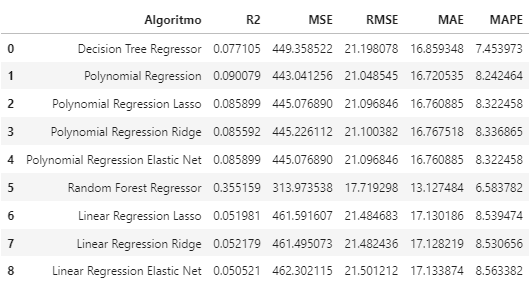 Algoritmo R2 MSE RMSE MAE MAPE
0 Decision Tree Regressor 0.077105 449.358522 21.198078 16.859348 7.453973
1 Polynomial Regression 0.090079 443.041256 21.048545 16.720535 8.242464
2 Polynomial Regression Lasso 0.085899 445.076890 21.096846 16.760885 8.322458
3 Polynomial Regression Ridge 0.085592 445.226112 21.100382 16.767518 8.336865
4 Polynomial Regression Elastic Net 0.085899 445.076890 21.096846 16.760885 8.322458
5 Random Forest Regressor 0.355159 313.973538 17.719298 13.127484 6.583782
6 Linear Regression Lasso 0.051981 461.591607 21.484683 17.130186 8.539474
7 Linear Regression Ridge 0.052179 461.495073 21.482436 17.128219 8.530656
8 Linear Regression Elastic Net 0.050521 462.302115 21.501212 17.133874 8.563382